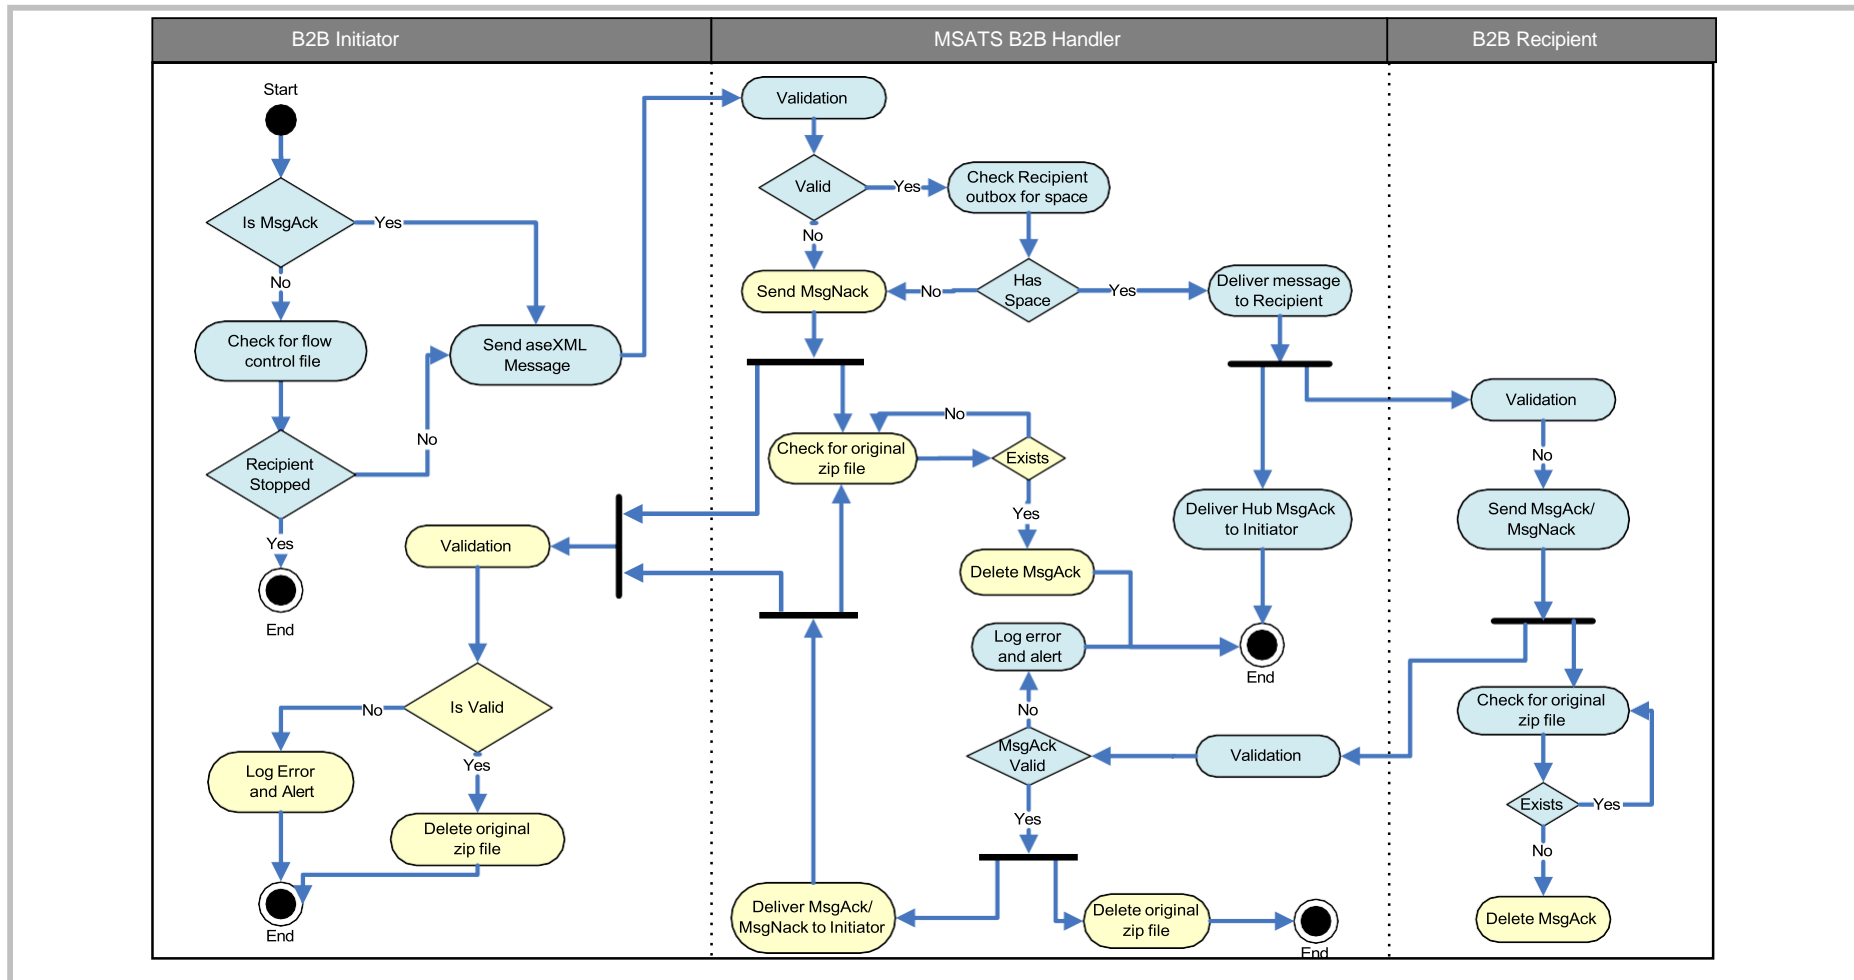 B2B Initiator
MSATS B2B Handler
B2B Recipient
Start
Is MsgAck
Yes
No
Check for flow
control file
Send aseXML
Message
No
Recipient
Stopped
Yes
End
Validation
Is Valid
No
Yes
Log Error
and Alert
Delete original
zip file
End
Validation
Valid
Yes
Check Recipient
outbox for space
No
Send MsgNack
No
Has
Space
Yes
Deliver message
to Recipient
No
Check for original
zip file
Exists
Yes
Delete MsgAck
Deliver Hub MsgAck
to Initiator
Log error
and alert
End
No
MsgAck
Valid
Validation
Yes
Deliver MsgAck/
MsgNack to Initiator
Delete original
zip file
End
Validation
No
Send MsgAck/
MsgNack
Check for original
zip file
Exists
Yes
No
Delete MsgAck